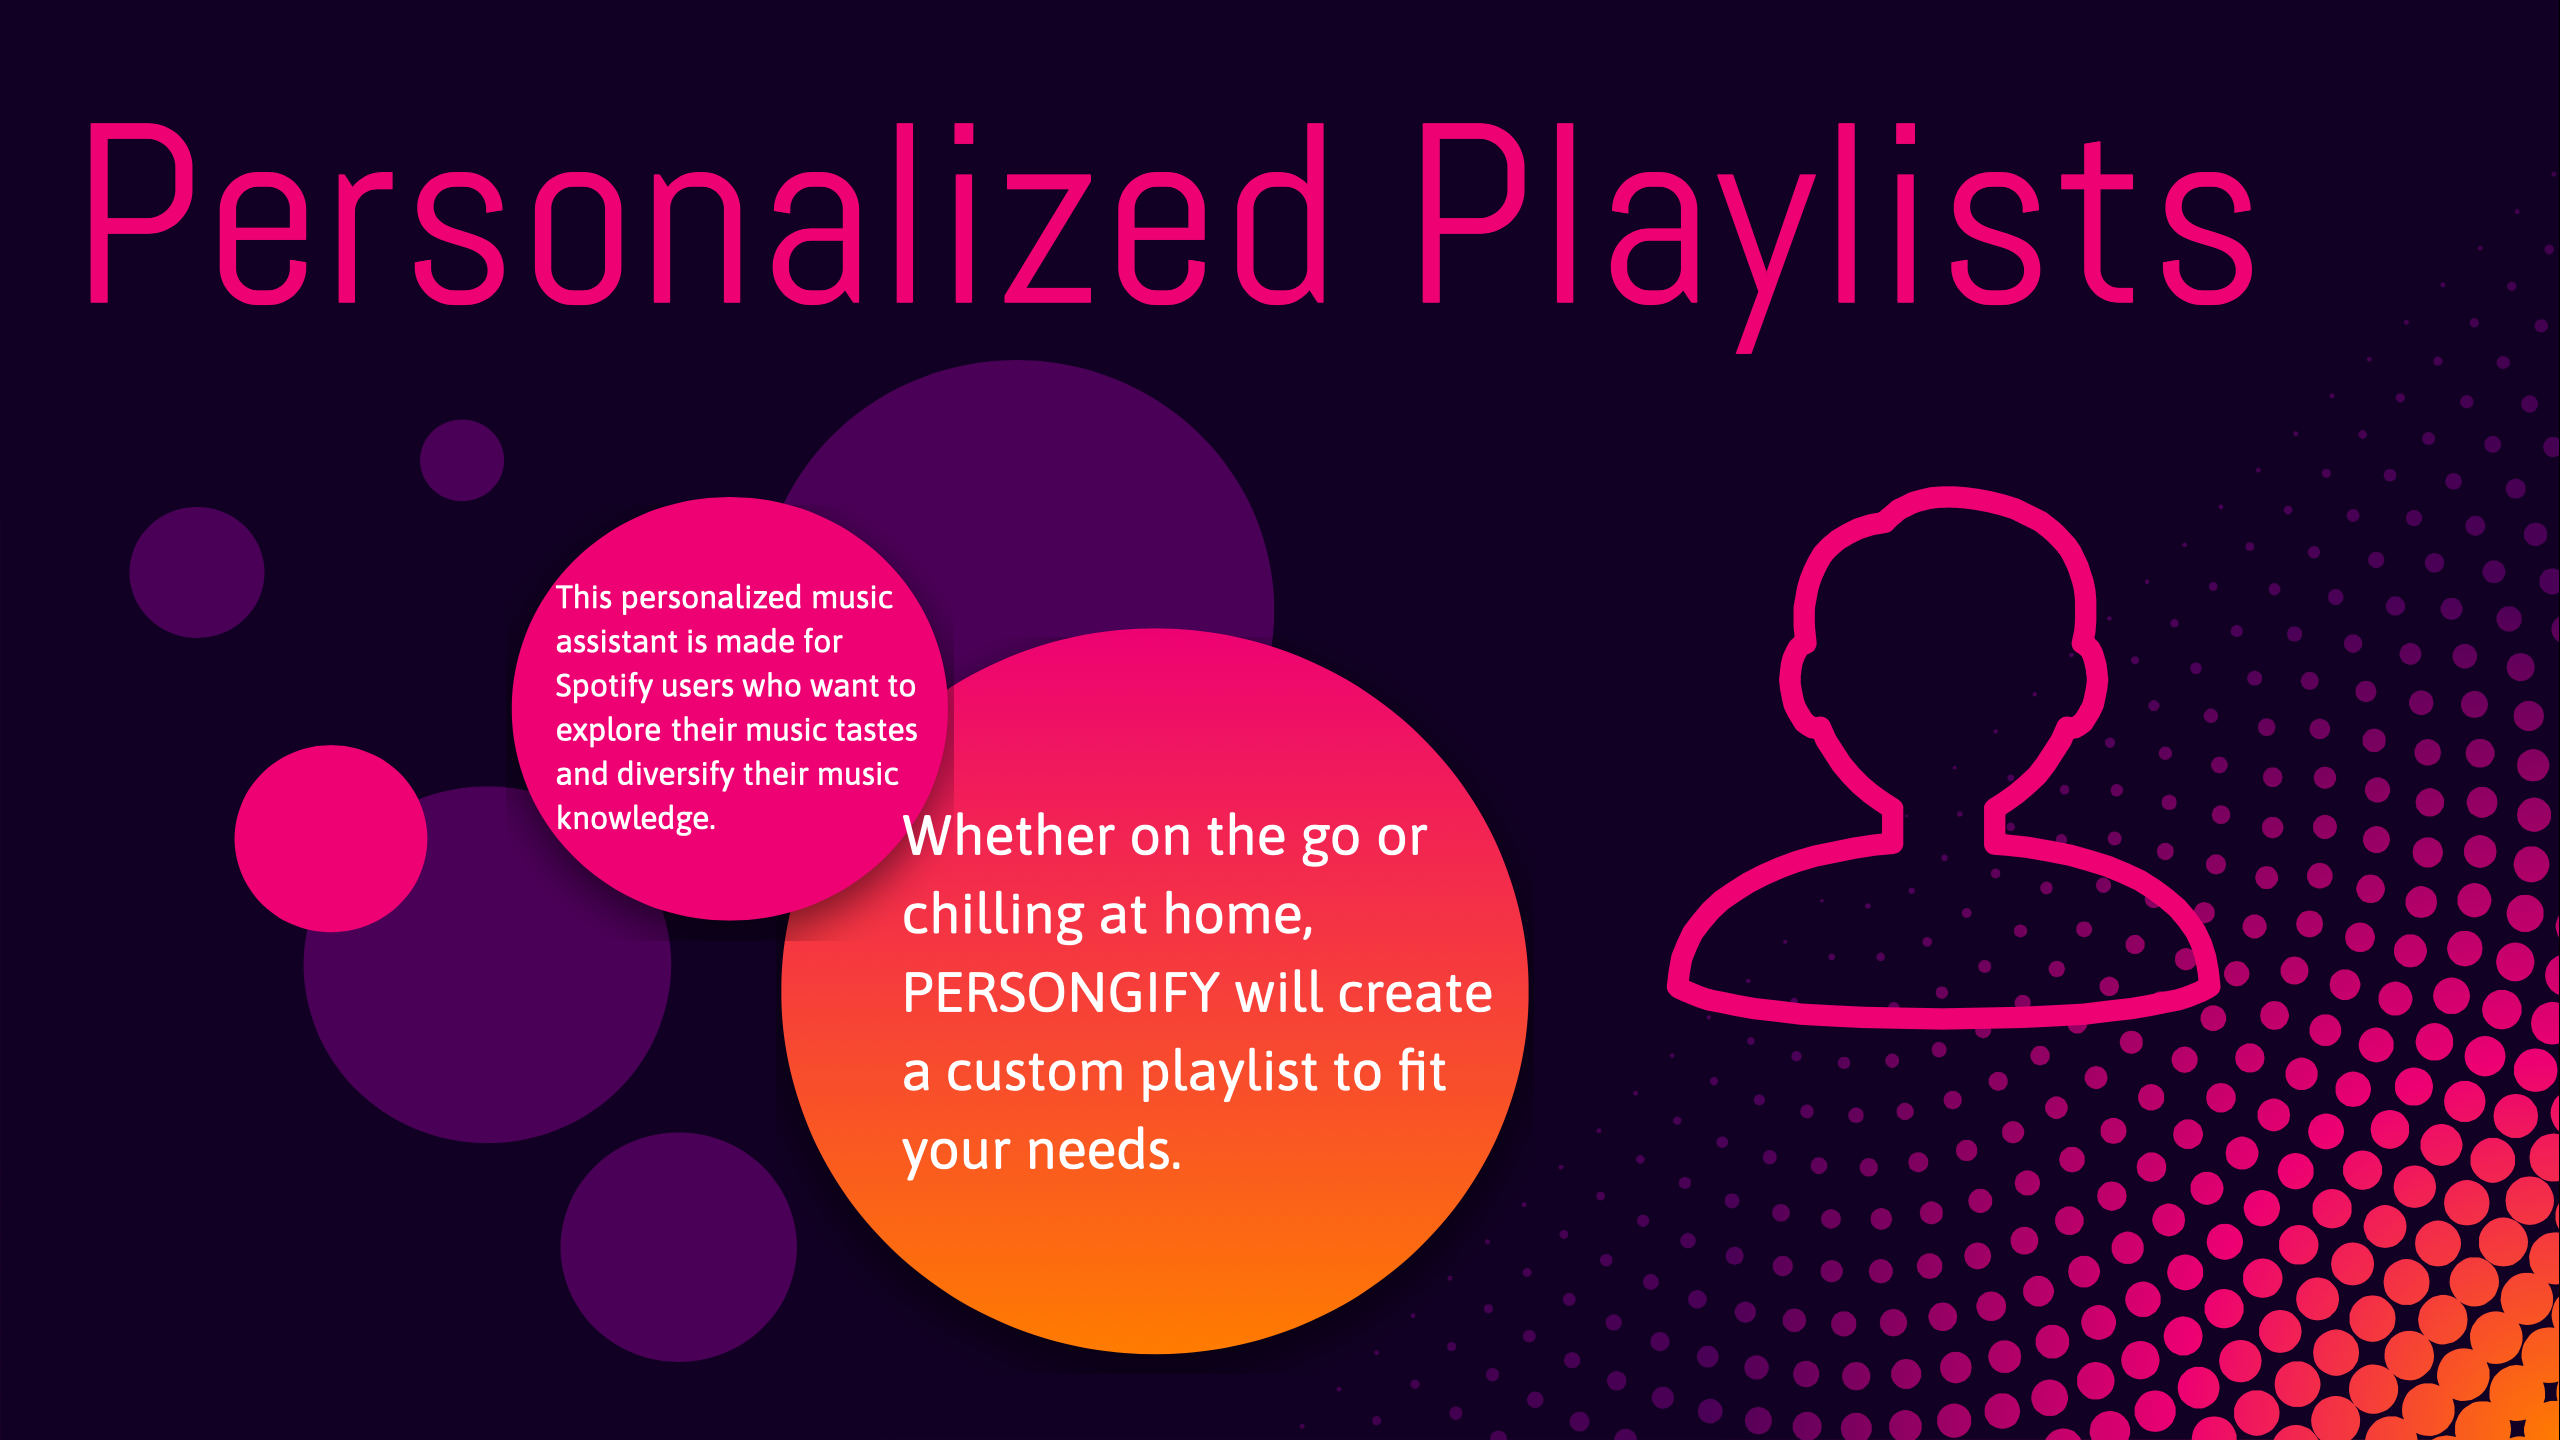 Personalized Playlists
This personalized music
assistant is made for
Spotify users who want to
explore their music tastes
and diversify their music
knowledge.
Whether on the go or
chilling at home,
PERSONGIFY will create
a custom playlist to fit
your needs.